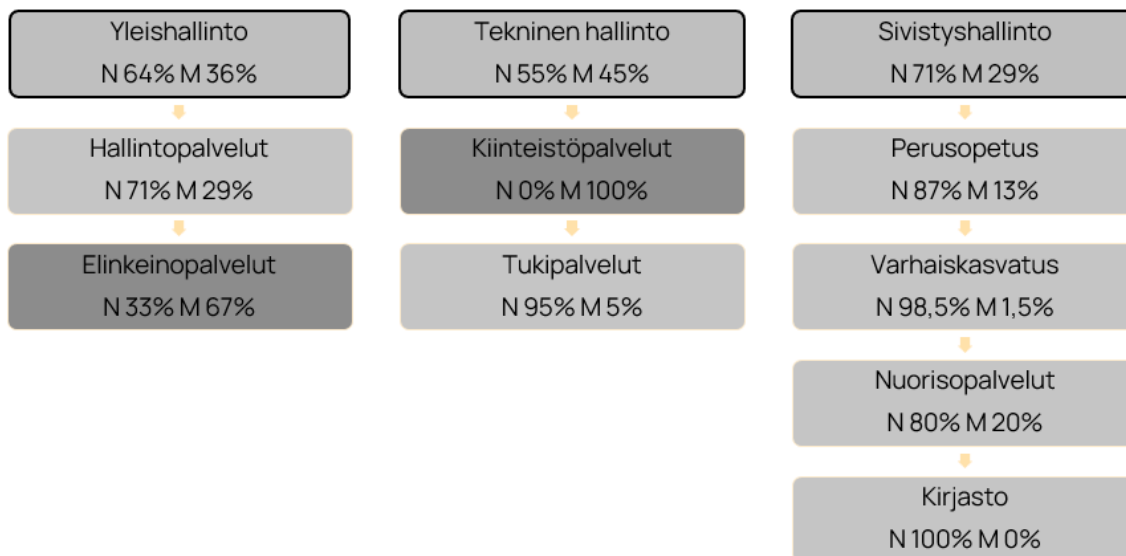 Yleishallinto
N 64% M 36%
Hallintopalvelut
N 71% M 29%
Elinkeinopalvelut
N 33% M 67%
Tekninen hallinto
N 55% M 45%
Kiinteistöpalvelut
N 0% M 100%
Tukipalvelut
N 95% M 5%
Sivistyshallinto
N 71% M 29%
Perusopetus
N 87% M 13%
Varhaiskasvatus
N 98,5% M 1,5%
Nuorisopalvelut
N 80% M 20%
Kirjasto
N 100% M 0%